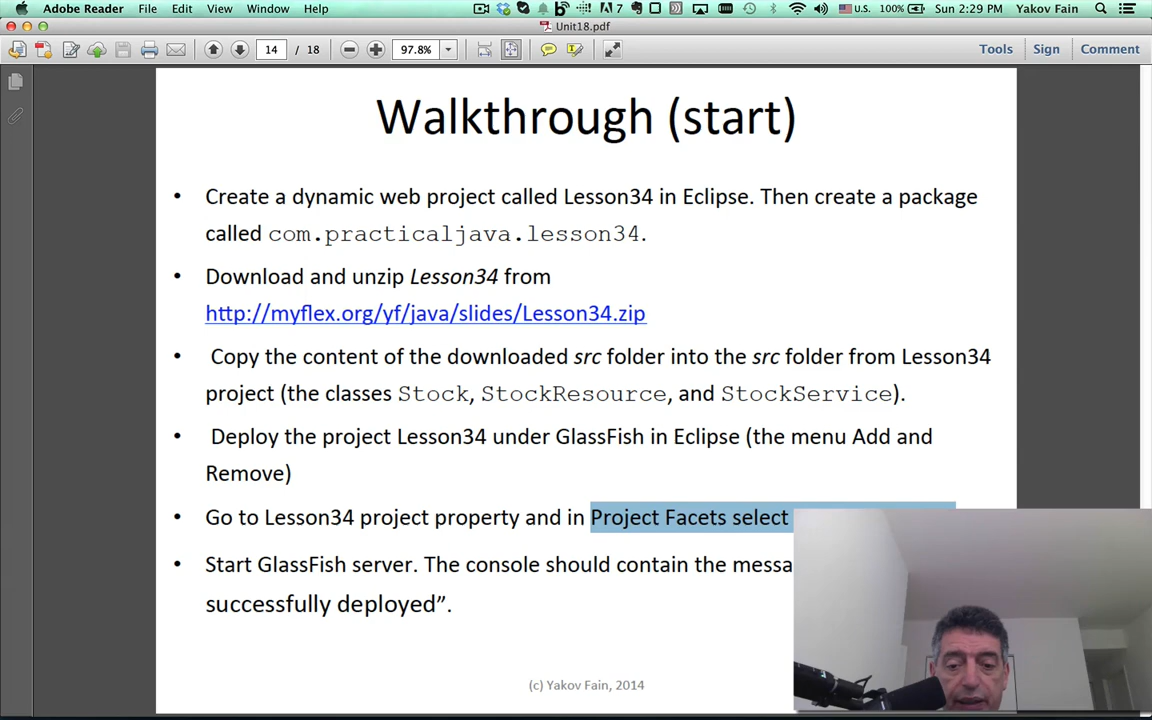 Adobe Reader File Edit View Window Help 7 U.S. 100% Sun 2:29 PM Yakov Fain
Unit18.pdf
14 / 18 97.8% Tools Sign Comment
Walkthrough (start)
• Create a dynamic web project called Lesson34 in Eclipse. Then create a package
called com.practicaljava.lesson34.
• Download and unzip Lesson34 from
http://myflex.org/yf/java/slides/Lesson34.zip
• Copy the content of the downloaded src folder into the src folder from Lesson34
project (the classes Stock, StockResource, and StockService).
• Deploy the project Lesson34 under GlassFish in Eclipse (the menu Add and
Remove)
• Go to Lesson34 project property and in Project Facets select
• Start GlassFish server. The console should contain the messa
successfully deployed”.
(c) Yakov Fain, 2014